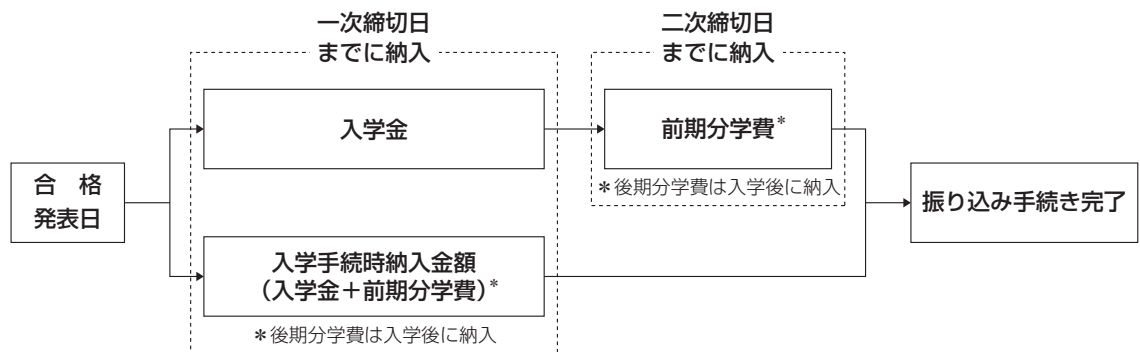 一次締切日
までに納入
二次締切日
までに納入
入学金
前期分学費*
*後期分学費は入学後に納入
合　格
発表日
振り込み手続き完了
入学手続時納入金額
（入学金＋前期分学費）*
*後期分学費は入学後に納入